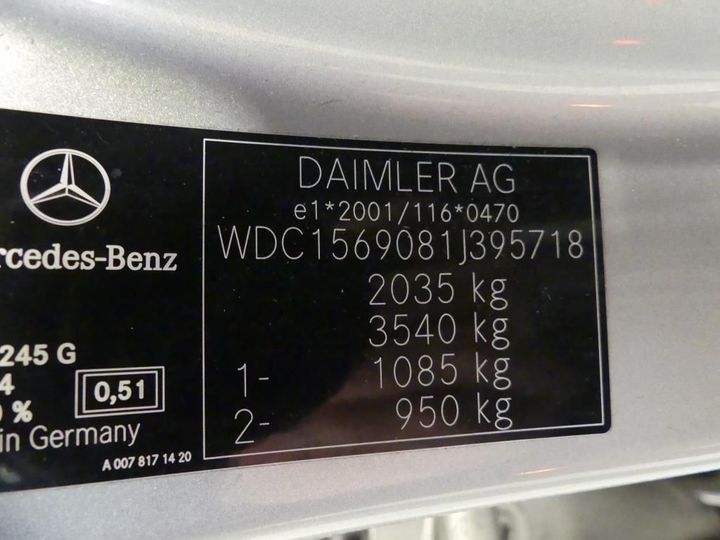 rcedes-Benz
245 G
4
0 %
0,51
in Germany
A 007 817 14 20
DAIMLER AG
e1*2001/116*0470
WDC1569081J395718
2035 kg
3540 kg
1- 1085 kg
2- 950 kg